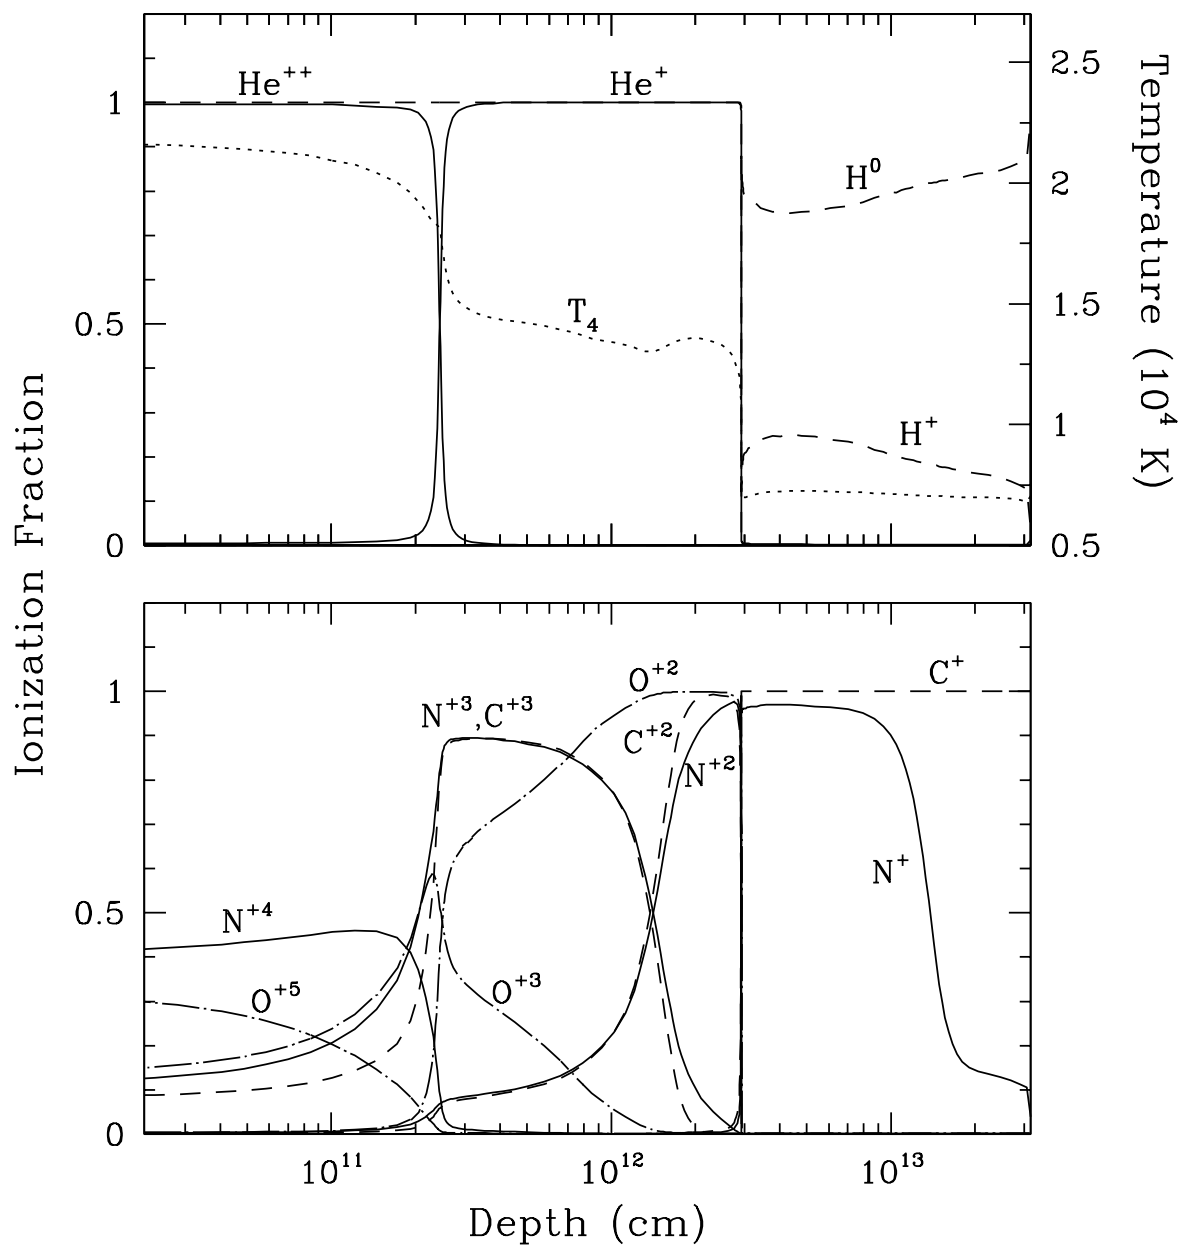 He⁺⁺
He⁺
H⁰
T₄
H⁺
1
0.5
0
2.5
2
1.5
1
0.5
Temperature (10⁴ K)
Ionization Fraction
O⁺²
C⁺
N⁺³,C⁺³
C⁺²
N⁺²
N⁺
N⁺⁴
O⁺⁵
O⁺³
1
0.5
0
10¹¹
10¹²
10¹³
Depth (cm)